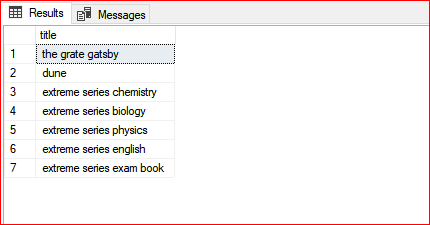 Results Messages
title
1 the grate gatsby
2 dune
3 extreme series chemistry
4 extreme series biology
5 extreme series physics
6 extreme series english
7 extreme series exam book